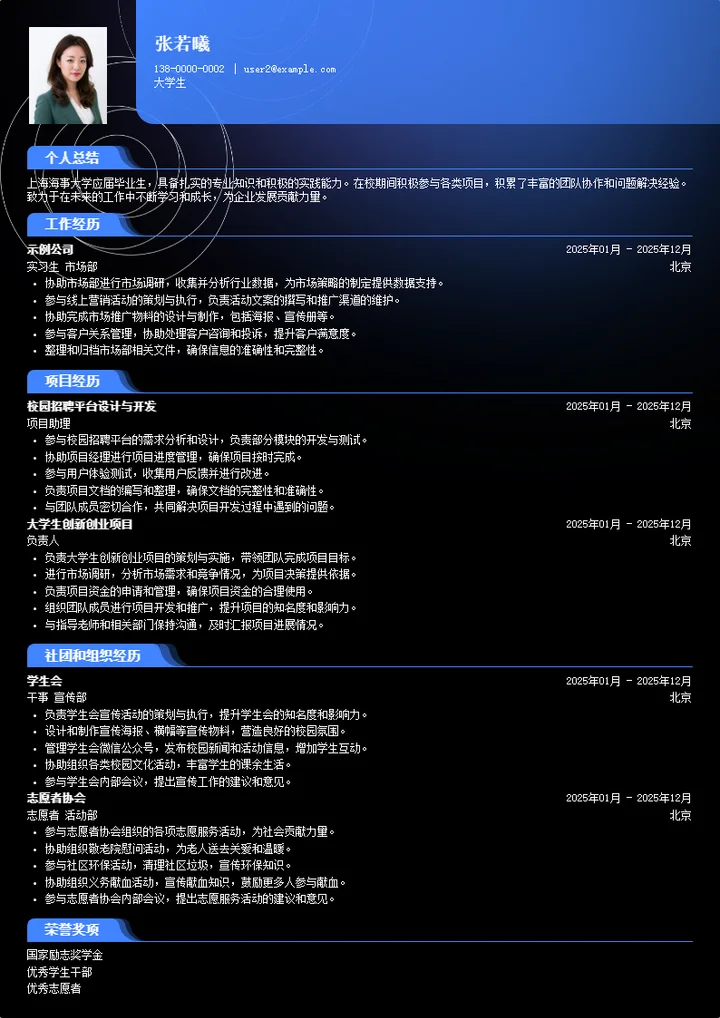 张若曦
138-0000-0002 | user2@example.com
大学生
个人总结
上海海事大学应届毕业生，具备扎实的专业知识和积极的实践能力。在校期间积极参与各类项目，积累了丰富的团队协作和问题解决经验。
致力于在未来的工作中不断学习和成长，为企业发展贡献力量。
工作经历
示创公司 2025年01月 - 2025年12月
实习生 市场部 北京
• 协助市场部进行市场调研，收集并分析行业数据，为市场策略的制定提供数据支持。
• 参与线上营销活动的策划与执行，负责活动文案的撰写和推广渠道的维护。
• 协助完成市场推广物料的设计与制作，包括海报、宣传册等。
• 参与客户关系管理，协助处理客户咨询和投诉，提升客户满意度。
• 整理和归档市场部相关文件，确保信息的准确性和完整性。
项目经历
校园招聘平台设计与开发 2025年01月 - 2025年12月
项目助理 北京
• 参与校园招聘平台的需求分析和设计，负责部分模块的开发与测试。
• 协助项目经理进行项目进度管理，确保项目按时完成。
• 参与用户体验测试，收集用户反馈并进行改进。
• 负责项目文档的编写和整理，确保文档的完整性和准确性。
• 与团队成员密切合作，共同解决项目开发过程中遇到的问题。
大学生创新创业项目 2025年01月 - 2025年12月
负责人 北京
• 负责大学生创新创业项目的策划与实施，带领团队完成项目目标。
• 进行市场调研，分析市场需求和竞争情况，为项目决策提供依据。
• 负责项目资金的申请和管理，确保项目资金的合理使用。
• 组织团队成员进行项目开发和推广，提升项目的知名度和影响力。
• 与指导老师和相关部门保持沟通，及时汇报项目进展情况。
社团和组织经历
学生会 2025年01月 - 2025年12月
干事 宣传部 北京
• 负责学生会宣传活动的策划与执行，提升学生会的知名度和影响力。
• 设计和制作宣传海报、横幅等宣传物料，营造良好的校园氛围。
• 管理学生会微信公众号，发布校园新闻和活动信息，增加学生互动。
• 协助组织各类校园文化活动，丰富学生的课余生活。
• 参与学生会内部会议，提出宣传工作的建议和意见。
志愿者协会 2025年01月 - 2025年12月
志愿者 活动部 北京
• 参与志愿者协会组织的各项志愿服务活动，为社会贡献力量。
• 协助组织敬老院慰问活动，为老人送去关爱和温暖。
• 参与社区环保活动，清理社区垃圾，宣传环保知识。
• 协助组织义务献血活动，宣传献血知识，鼓励更多人参与献血。
• 参与志愿者协会内部会议，提出志愿服务活动的建议和意见。
荣誉奖项
国家励志奖学金
优秀学生干部
优秀志愿者